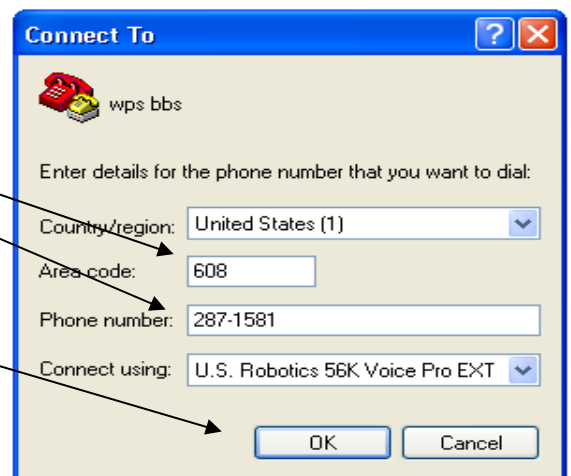 Connect To
wps bbs
Enter details for the phone number that you want to dial:
Country/region: United States (1)
Area code: 608
Phone number: 287-1581
Connect using: U.S. Robotics 56K Voice Pro EXT
OK Cancel